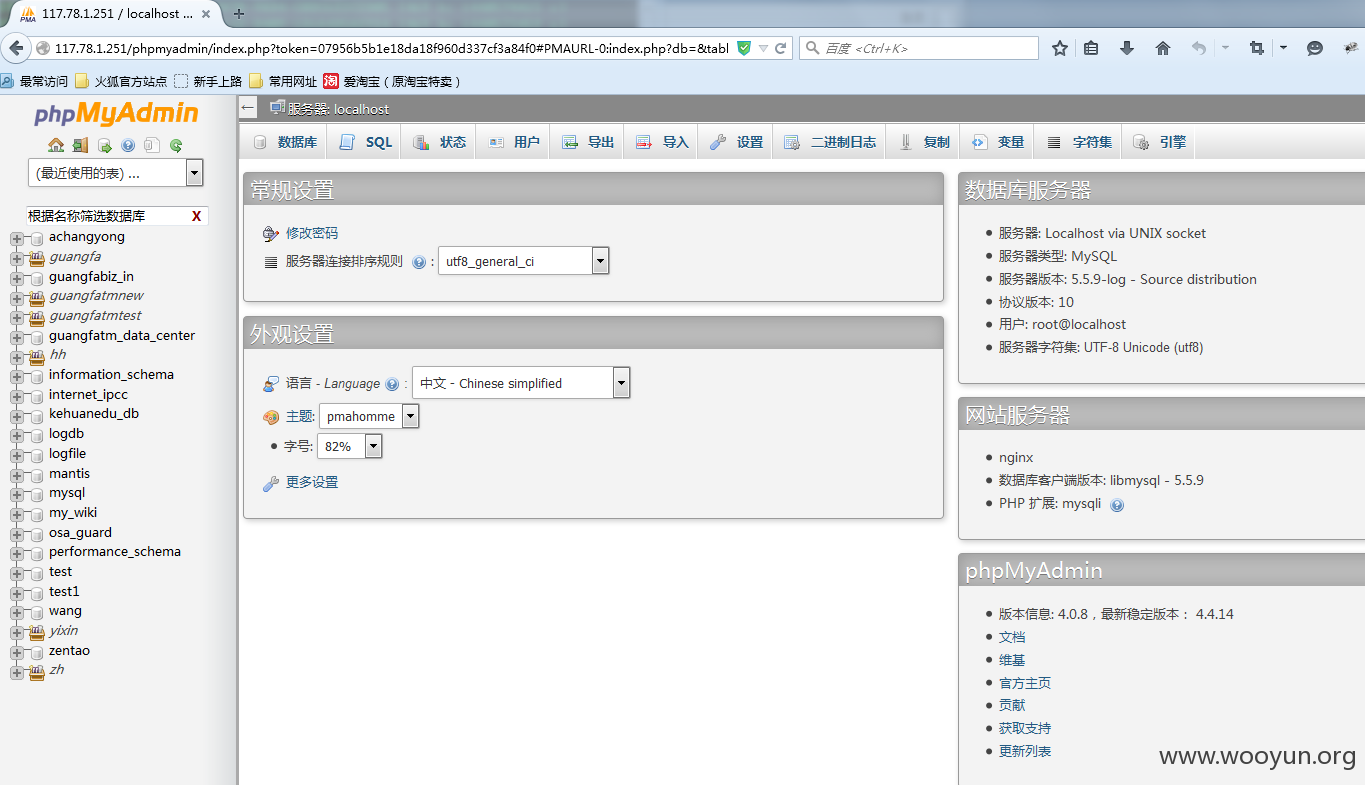 117.78.1.251 / localhost ...
117.78.1.251/phpmyadmin/index.php?token=07956b5b1e18da18f960d337cf3a84f0#PMAURL-0:index.php?db=&tabl
百度 <Ctrl+K>
最常访问 火狐官方站点 新手上路 常用网址 淘 爱淘宝（原淘宝特卖）
phpMyAdmin
(最近使用的表) ...
根据名称筛选数据库 X
achangyong
guangfa
guangfabiz_in
guangfatmnew
guangfatmtest
guangfatm_data_center
hh
information_schema
internet_ipcc
kehuanedu_db
logdb
logfile
mantis
mysql
my_wiki
osa_guard
performance_schema
test
test1
wang
yixin
zentao
zh
服务器: localhost
数据库 SQL 状态 用户 导出 导入 设置 二进制日志 复制 变量 字符集 引擎
常规设置
修改密码
服务器连接排序规则 : utf8_general_ci
外观设置
语言 - Language : 中文 - Chinese simplified
主题: pmahomme
字号: 82%
更多设置
数据库服务器
服务器: Localhost via UNIX socket
服务器类型: MySQL
服务器版本: 5.5.9-log - Source distribution
协议版本: 10
用户: root@localhost
服务器字符集: UTF-8 Unicode (utf8)
网站服务器
nginx
数据库客户端版本: libmysql - 5.5.9
PHP 扩展: mysqli
phpMyAdmin
版本信息: 4.0.8，最新稳定版本： 4.4.14
文档
维基
官方主页
贡献
获取支持
更新列表
www.wooyun.org